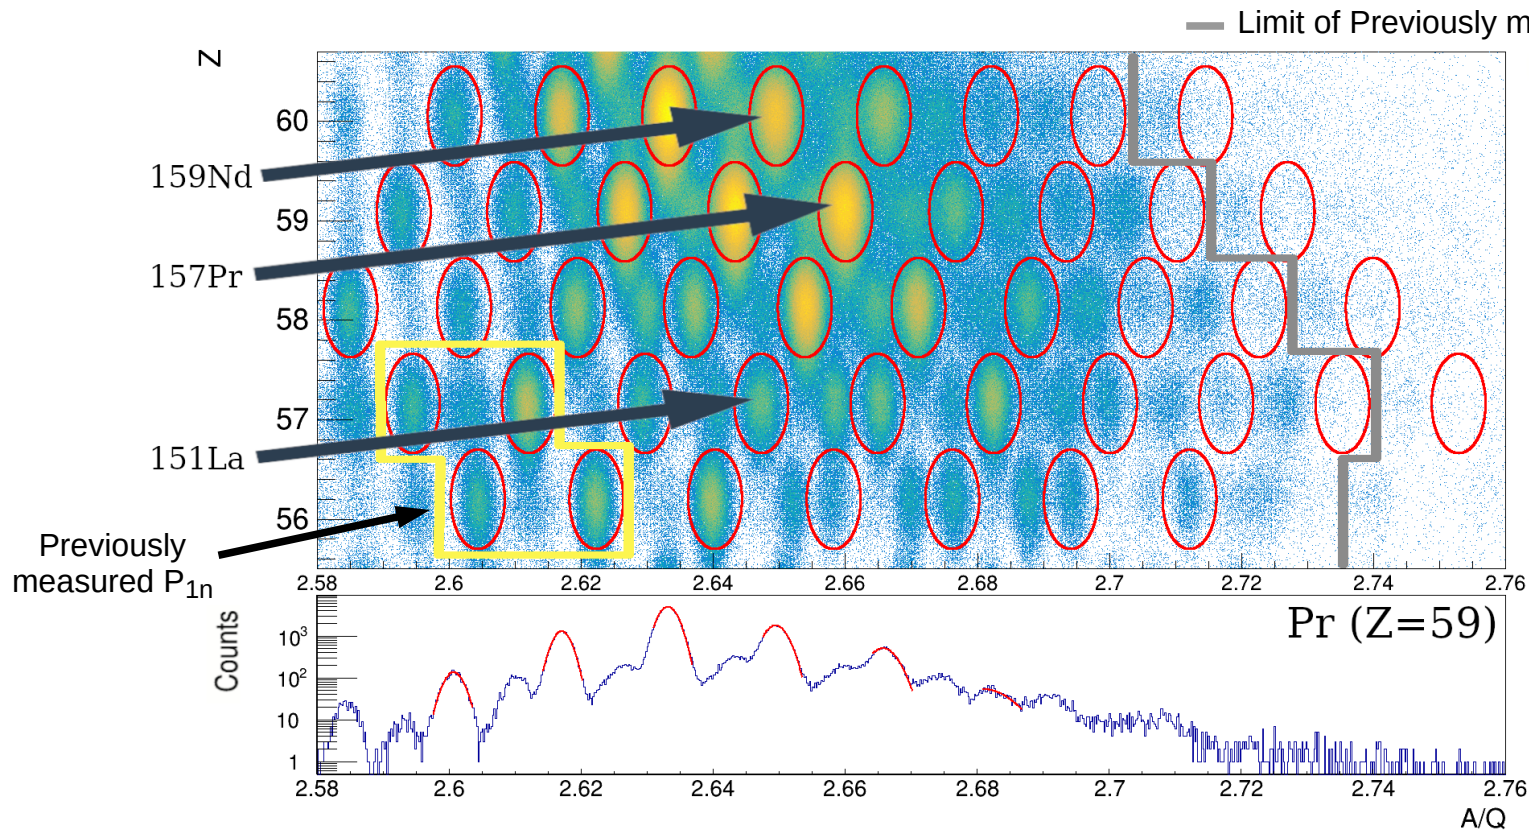 Limit of Previously m
Z
60
159Nd
59
157Pr
58
57
151La
56
Previously
measured P1n
2.58 2.6 2.62 2.64 2.66 2.68 2.7 2.72 2.74 2.76
Pr (Z=59)
Counts
10³
10²
10
1
2.58 2.6 2.62 2.64 2.66 2.68 2.7 2.72 2.74 2.76
A/Q